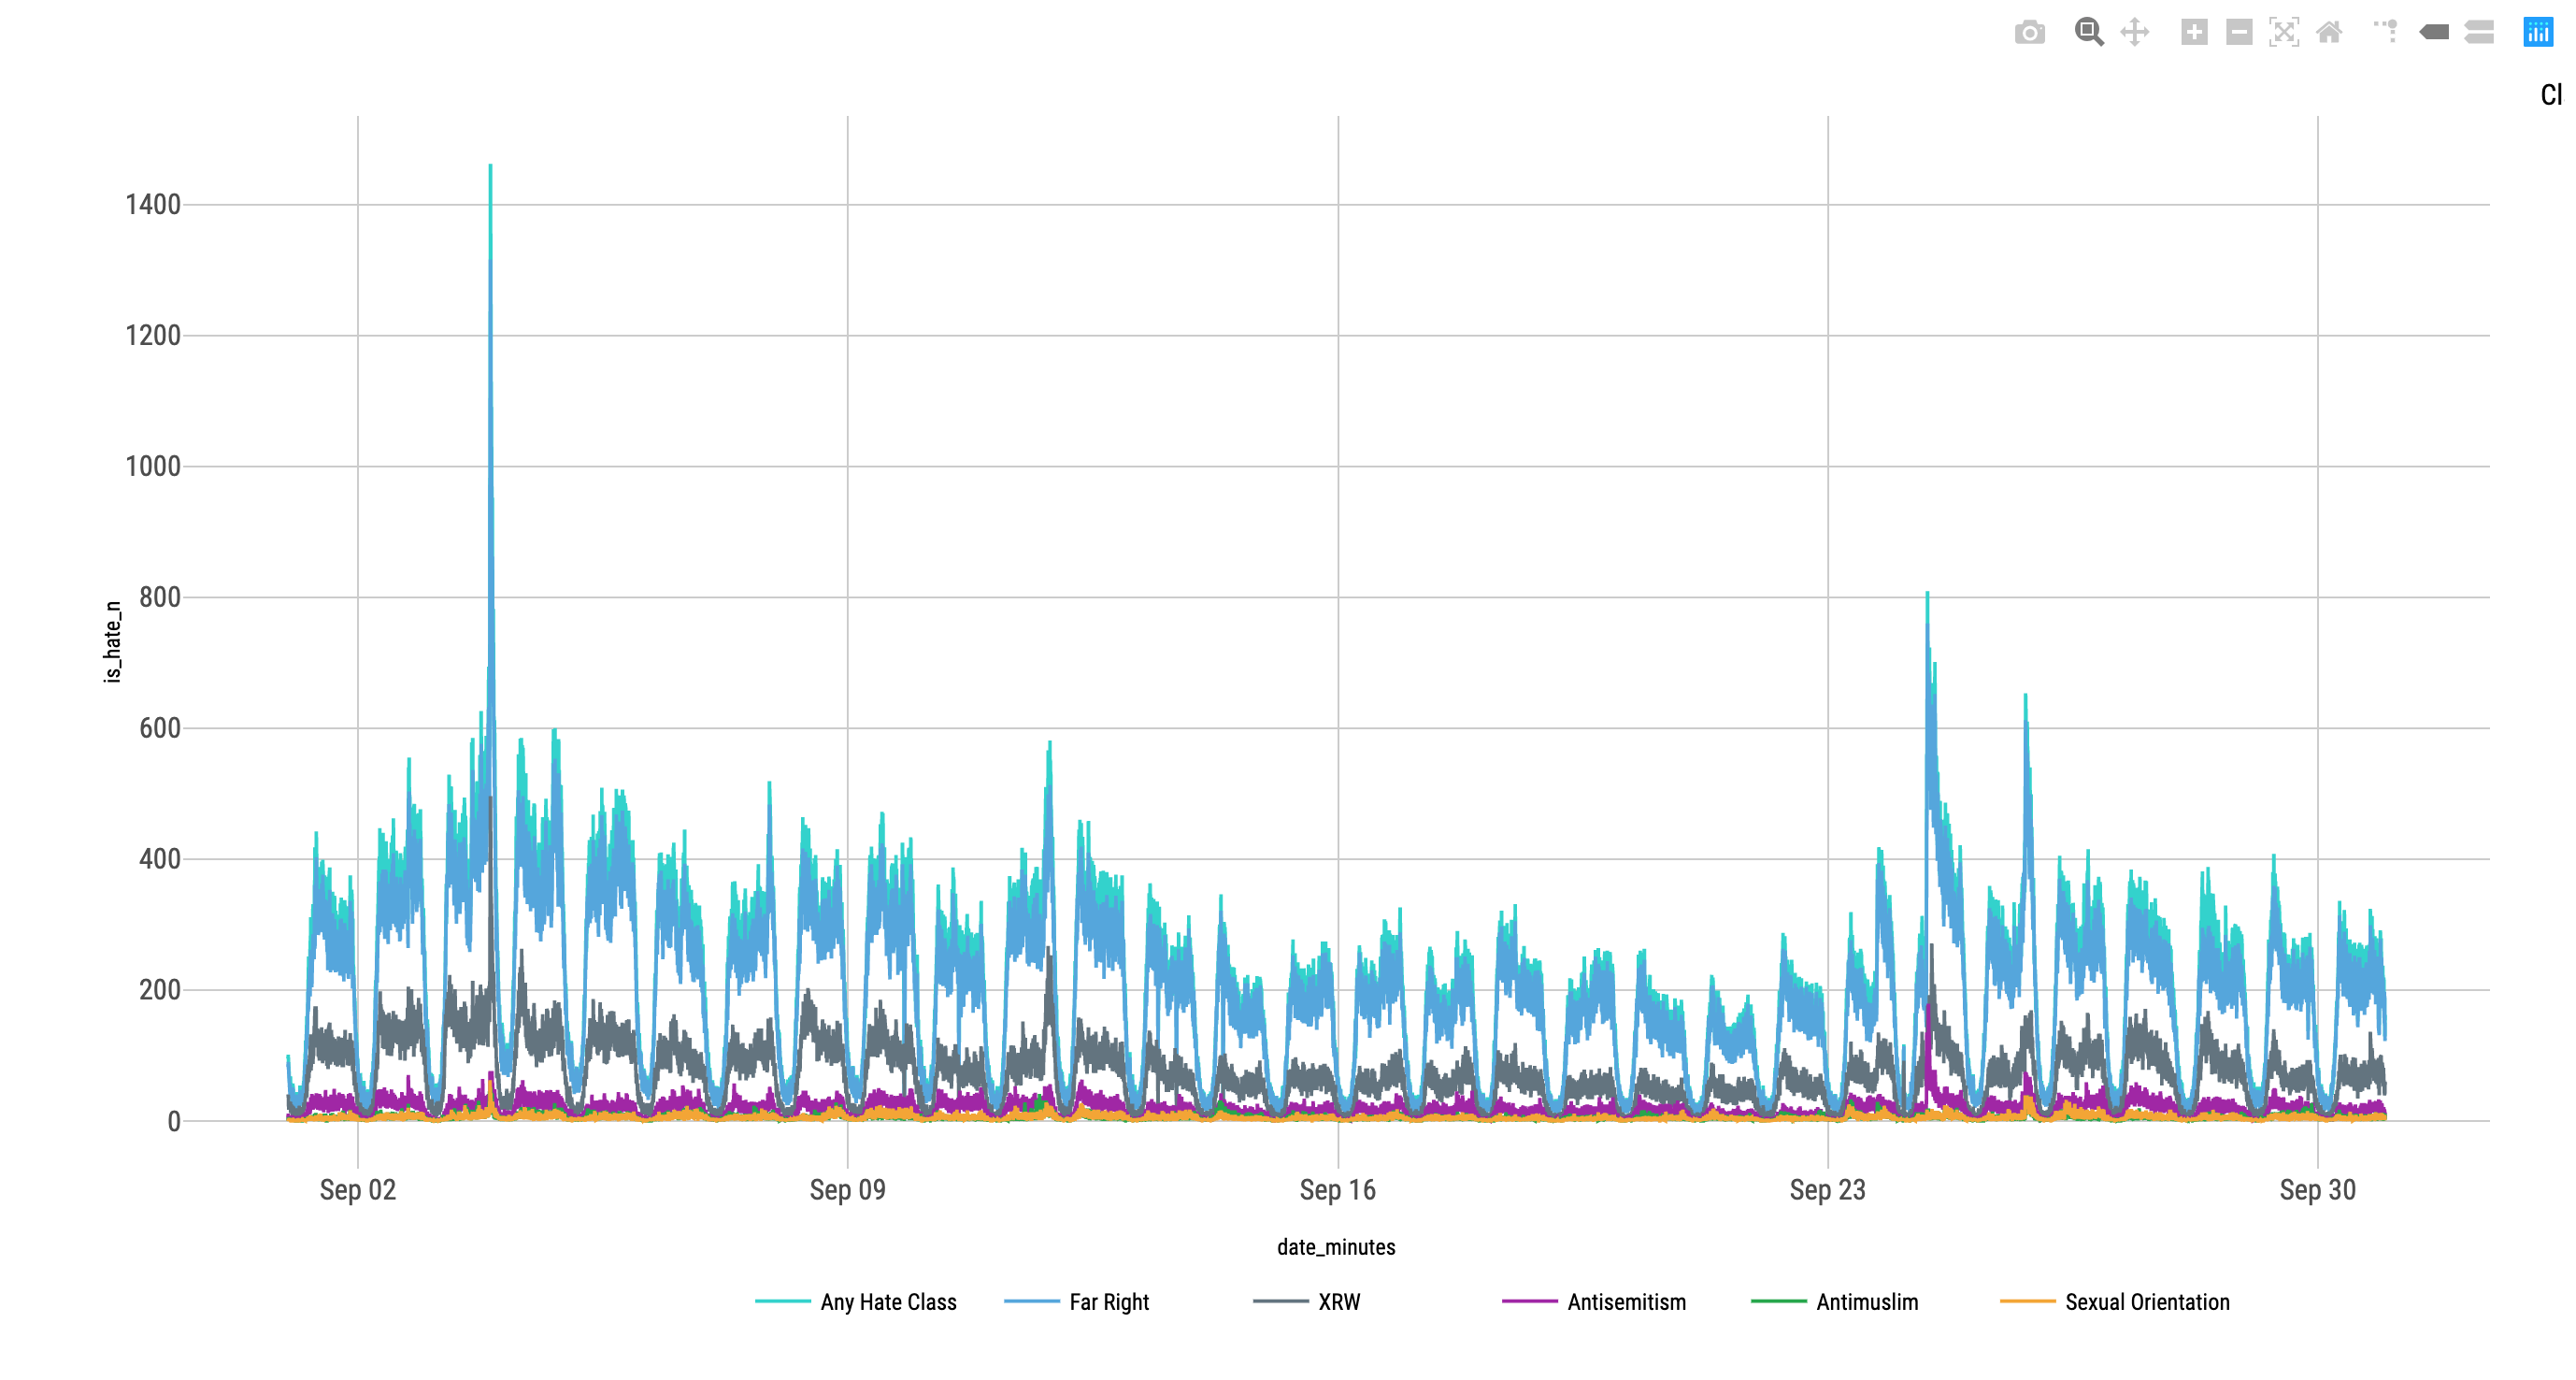 Cl
1400
1200
1000
800
600
400
200
0
is_hate_n
Sep 02 Sep 09 Sep 16 Sep 23 Sep 30
date_minutes
Any Hate Class Far Right XRW Antisemitism Antimuslim Sexual Orientation